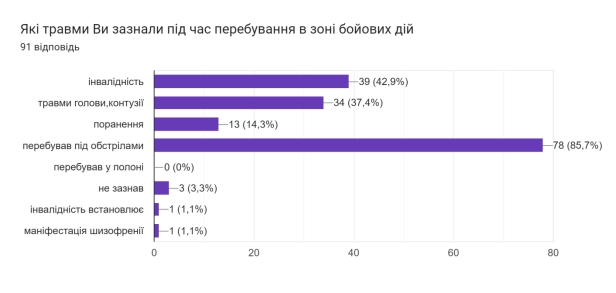 Які травми Ви зазнали під час перебування в зоні бойових дій
91 відповідь
інвалідність 39 (42,9%)
травми голови,контузії 34 (37,4%)
поранення 13 (14,3%)
перебував під обстрілами 78 (85,7%)
перебував у полоні 0 (0%)
не зазнав 3 (3,3%)
інвалідність встановлює 1 (1,1%)
маніфестація шизофренії 1 (1,1%)
0 20 40 60 80